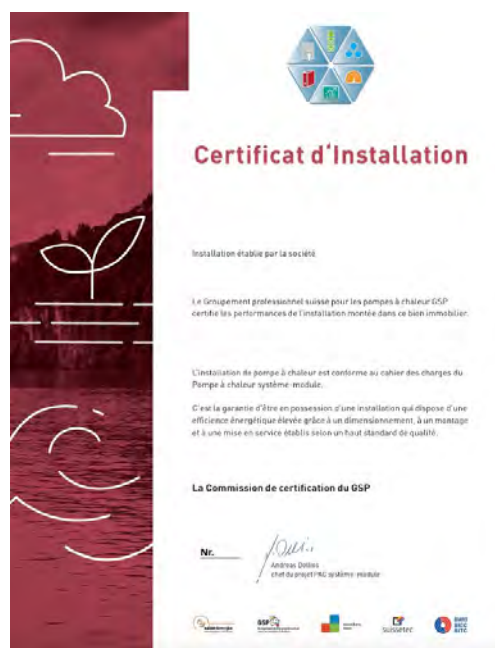 Certificat d'Installation
Installation établie par la société
Le Groupement professionnel suisse pour les pompes à chaleur GSP
certifie les performances de l'installation montée dans ce bien immobilier.
L'installation de pompe à chaleur est conforme au cahier des charges du
Pompe à chaleur système-module.
C'est la garantie d'être en possession d'une installation qui dispose d'une
efficience énergétique élevée grâce à un dimensionnement, à un montage
et à une mise en service établis selon un haut standard de qualité.
La Commission de certification du GSP
Nr.
Andreas
chef du projet PAC système-module
GSP
suissetec